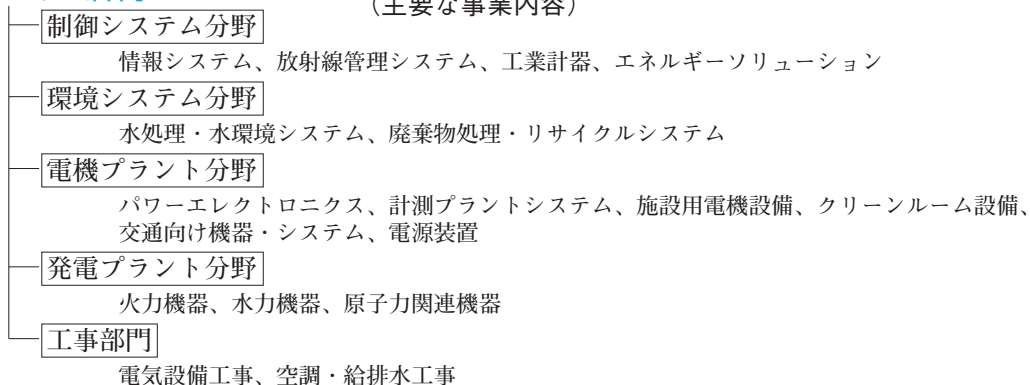 （主要な事業内容）
制御システム分野
情報システム、放射線管理システム、工業計器、エネルギーソリューション
環境システム分野
水処理・水環境システム、廃棄物処理・リサイクルシステム
電機プラント分野
パワーエレクトロニクス、計測プラントシステム、施設用電機設備、クリーンルーム設備、
交通向け機器・システム、電源装置
発電プラント分野
火力機器、水力機器、原子力関連機器
工事部門
電気設備工事、空調・給排水工事